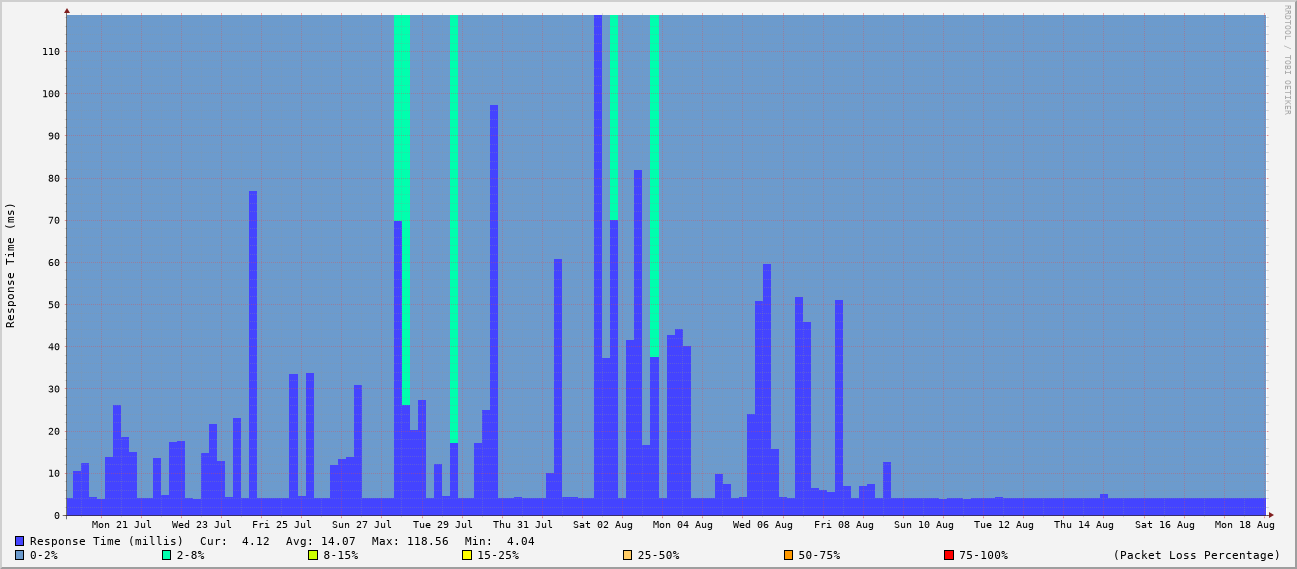 RRDTOOL / TOBI OETIKER
Response Time (ms)
110
100
90
80
70
60
50
40
30
20
10
0
Mon 21 Jul Wed 23 Jul Fri 25 Jul Sun 27 Jul Tue 29 Jul Thu 31 Jul Sat 02 Aug Mon 04 Aug Wed 06 Aug Fri 08 Aug Sun 10 Aug Tue 12 Aug Thu 14 Aug Sat 16 Aug Mon 18 Aug
Response Time (millis) Cur: 4.12 Avg: 14.07 Max: 118.56 Min: 4.04
0-2% 2-8% 8-15% 15-25% 25-50% 50-75% 75-100% (Packet Loss Percentage)